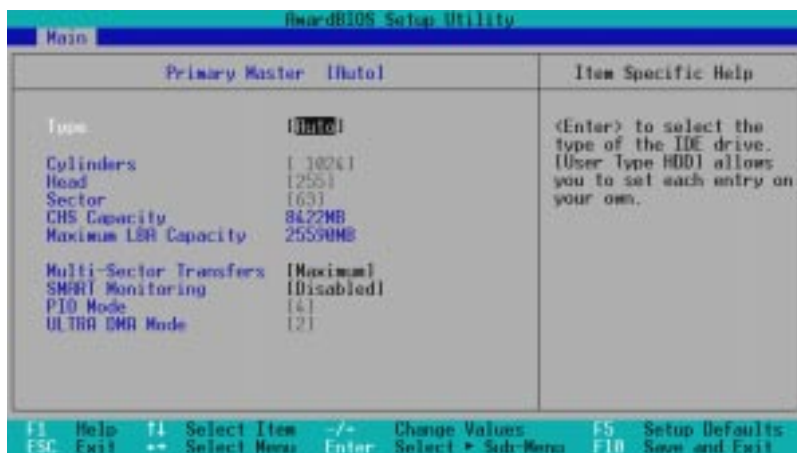 AwardBIOS Setup Utility
Main
Primary Master [Auto]
Item Specific Help
Type [Auto]
<Enter> to select the
type of the IDE drive.
[User Type HDD] allows
you to set each entry on
your own.
Cylinders [ 1024]
Head [255]
Sector [63]
CHS Capacity 8422MB
Maximum LBA Capacity 25590MB
Multi-Sector Transfers [Maximum]
SMART Monitoring [Disabled]
PIO Mode [4]
ULTRA DMA Mode [2]
F1 Help ↑↓ Select Item -/+ Change Values F5 Setup Defaults
ESC Exit ←→ Select Menu Enter Select ► Sub-Menu F10 Save and Exit